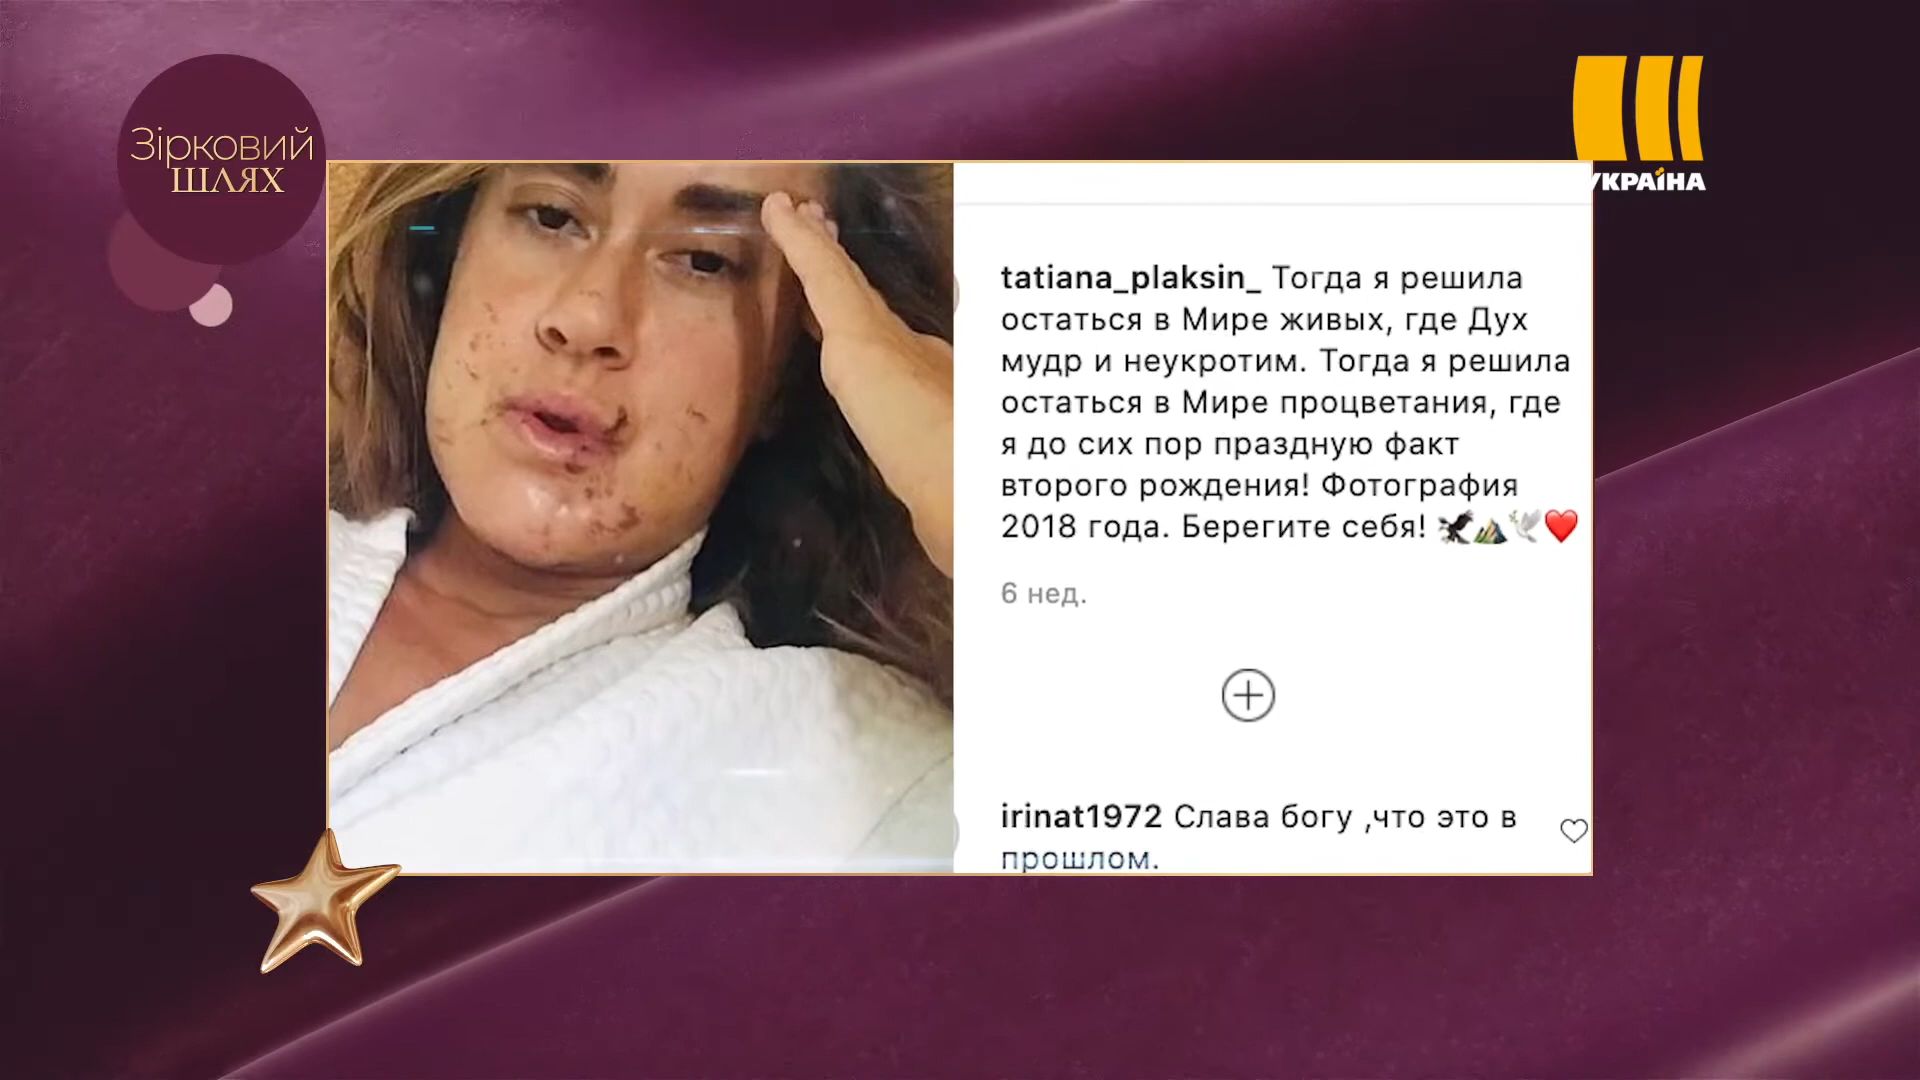 Зірковий
ШЛЯХ
УКРАЇНА
tatiana_plaksin_ Тогда я решила
остаться в Мире живых, где Дух
мудр и неукротим. Тогда я решила
остаться в Мире процветания, где
я до сих пор праздную факт
второго рождения! Фотография
2018 года. Берегите себя! 🦅⛰️🕊️❤️
6 нед.
irinat1972 Слава богу ,что это в
прошлом.